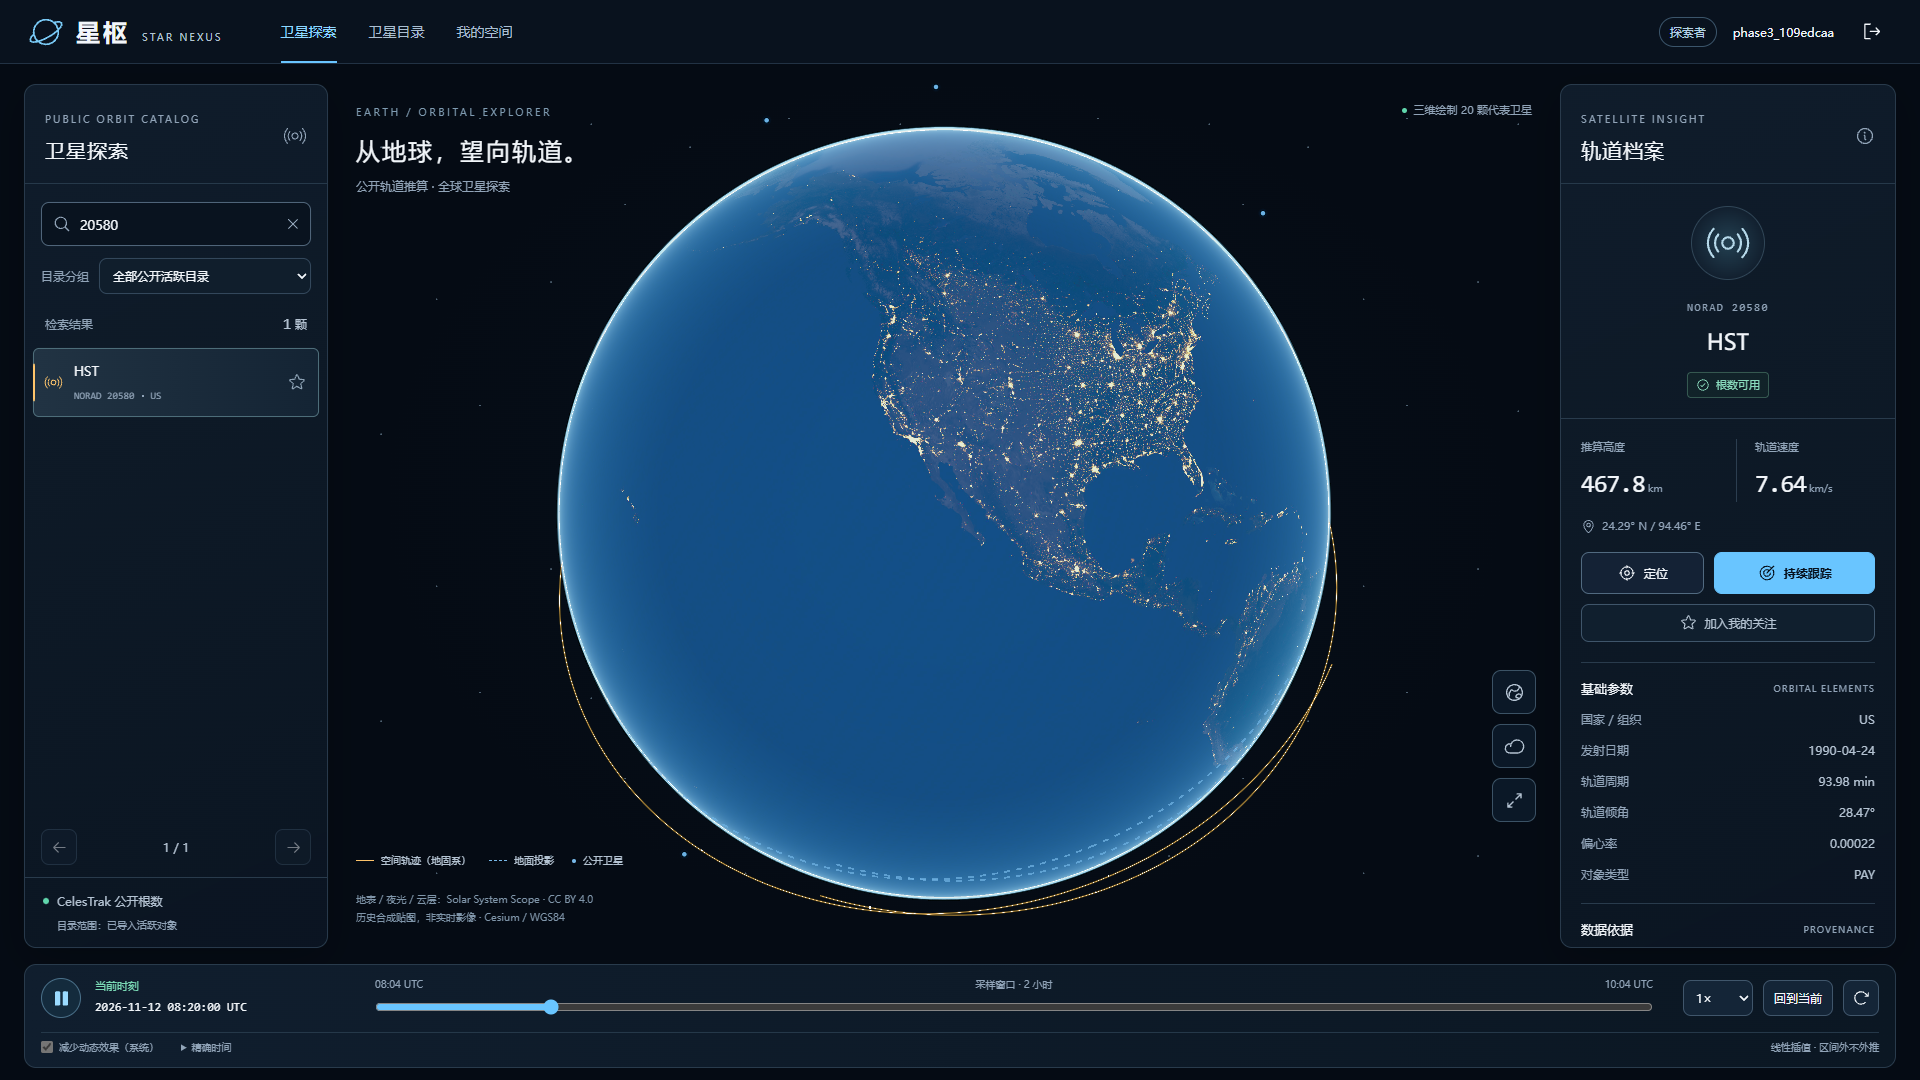 星枢 STAR NEXUS
卫星探索
卫星目录
我的空间
探索者
phase3_109edcaa
PUBLIC ORBIT CATALOG
卫星探索
20580
目录分组
全部公开活跃目录
检索结果
1 颗
HST
NORAD 20580 • US
1 / 1
CelesTrak 公开根数
目录范围：已导入活跃对象
EARTH / ORBITAL EXPLORER
从地球，望向轨道。
公开轨道推算 · 全球卫星探索
三维绘制 20 颗代表卫星
空间轨迹（地固系）
地面投影
公开卫星
地表 / 夜光 / 云层：Solar System Scope · CC BY 4.0
历史合成贴图，非实时影像 · Cesium / WGS84
SATELLITE INSIGHT
轨道档案
NORAD 20580
HST
根数可用
推算高度
467.8 km
轨道速度
7.64 km/s
24.29° N / 94.46° E
定位
持续跟踪
加入我的关注
基础参数
ORBITAL ELEMENTS
国家 / 组织
US
发射日期
1990-04-24
轨道周期
93.98 min
轨道倾角
28.47°
偏心率
0.00022
对象类型
PAY
数据依据
PROVENANCE
当前时刻
2026-11-12 08:20:00 UTC
08:04 UTC
采样窗口 · 2 小时
10:04 UTC
1x
回到当前
减少动态效果（系统）
精确时间
线性插值 · 区间外不外推